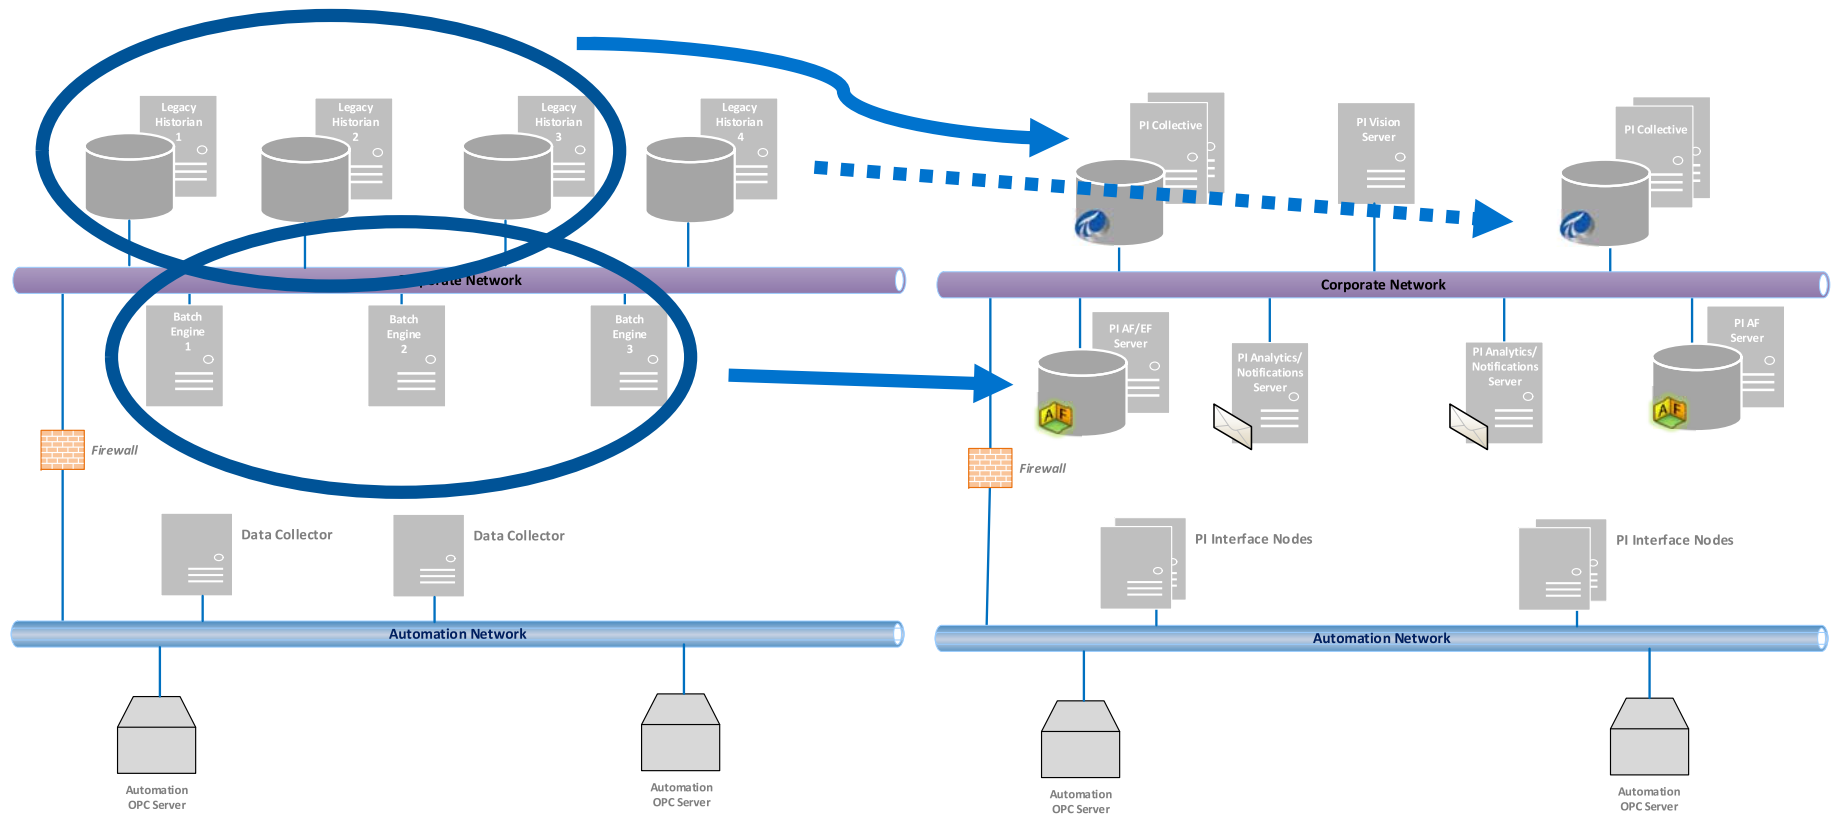 Legacy
Historian
1
Legacy
Historian
2
Legacy
Historian
3
Legacy
Historian
4
Corporate Network
Batch
Engine
1
Batch
Engine
2
Batch
Engine
3
Firewall
Data Collector
Data Collector
Automation Network
Automation
OPC Server
Automation
OPC Server
PI Collective
PI Vision
Server
PI Collective
Corporate Network
PI AF/EF
Server
AF
PI Analytics/
Notifications
Server
PI Analytics/
Notifications
Server
PI AF
Server
AF
Firewall
PI Interface Nodes
PI Interface Nodes
Automation Network
Automation
OPC Server
Automation
OPC Server